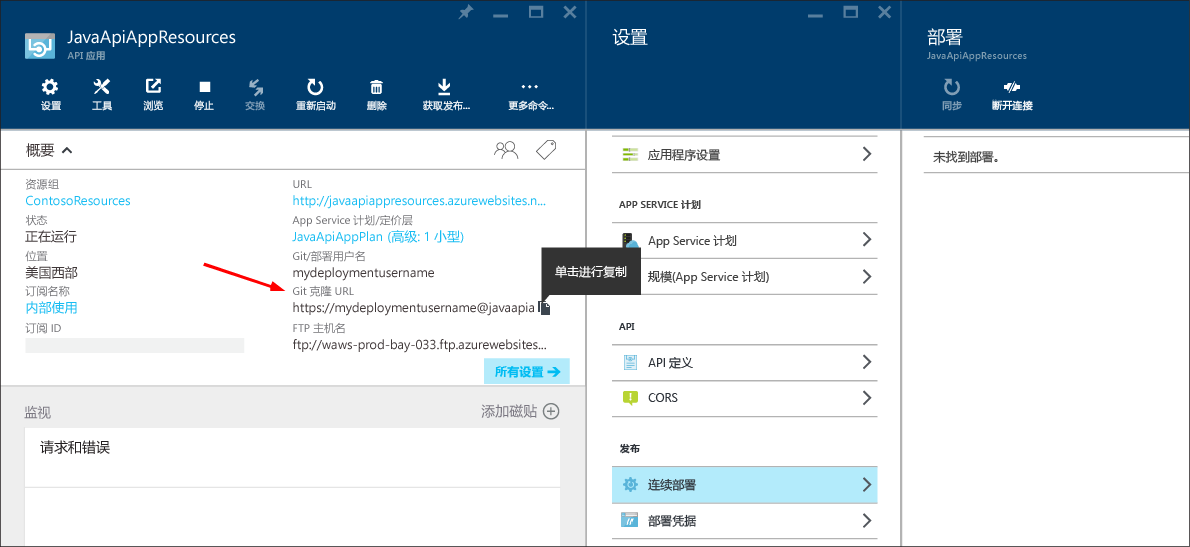 JavaApiAppResources
API 应用
设置
工具
浏览
停止
交换
重新启动
删除
获取发布...
更多命令...
概要
资源组
ContosoResources
状态
正在运行
位置
美国西部
订阅名称
内部使用
订阅 ID
URL
http://javaapiappresources.azurewebsites.n...
App Service 计划/定价层
JavaApiAppPlan (高级: 1 小型)
Git/部署用户名
mydeploymentusername
Git 克隆 URL
https://mydeploymentusername@javaapia
单击进行复制
FTP 主机名
ftp://waws-prod-bay-033.ftp.azurewebsites...
所有设置
监视
添加磁贴
请求和错误
设置
应用程序设置
APP SERVICE 计划
App Service 计划
规模(App Service 计划)
API
API 定义
CORS
发布
连续部署
部署凭据
部署
JavaApiAppResources
同步
断开连接
未找到部署。